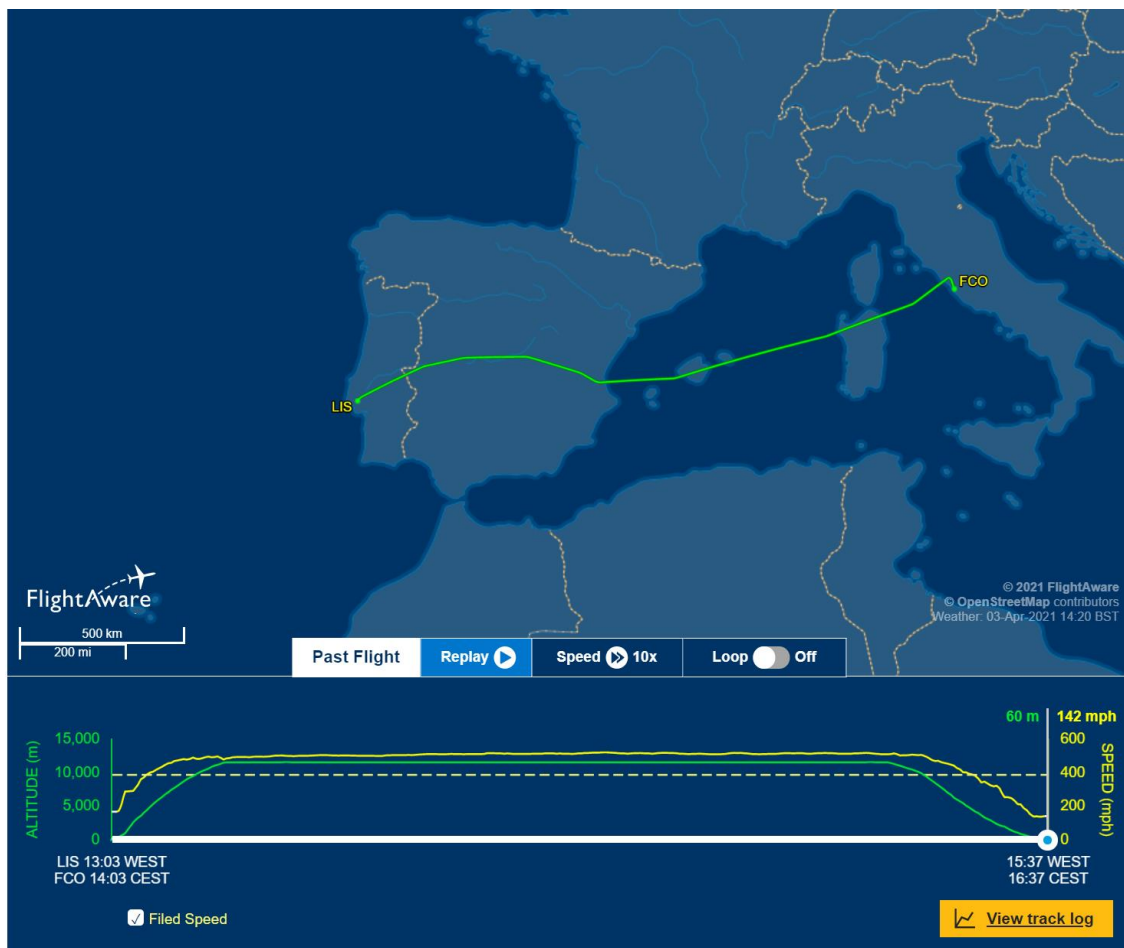 FCO
LIS
FlightAware
500 km
200 mi
© 2021 FlightAware
© OpenStreetMap contributors
Weather: 03-Apr-2021 14:20 BST
Past Flight Replay Speed 10x Loop Off
60 m 142 mph
15,000 600
10,000 400
5,000 200
0 0
ALTITUDE (m)
SPEED (mph)
LIS 13:03 WEST 15:37 WEST
FCO 14:03 CEST 16:37 CEST
Filed Speed
View track log